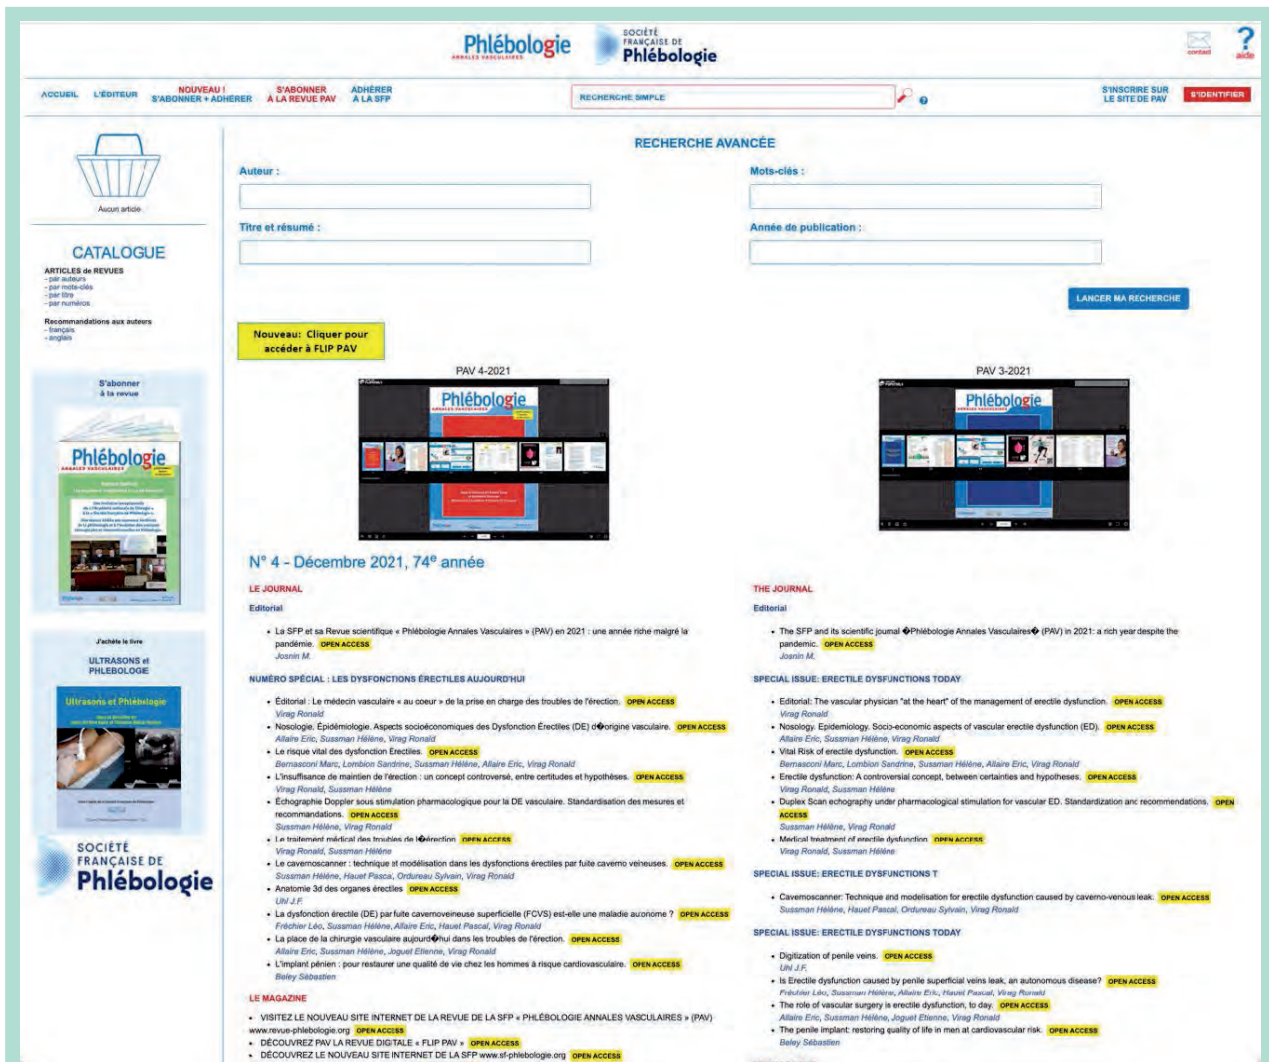 Phlébologie
ANNALES VASCULAIRES
SOCIÉTÉ
FRANÇAISE DE
Phlébologie
contact
?
aide
ACCUEIL
L'ÉDITEUR
NOUVEAU !
S'ABONNER + ADHÉRER
S'ABONNER
À LA REVUE PAV
ADHÉRER
À LA SFP
RECHERCHE SIMPLE
S'INSCRIRE SUR
LE SITE DE PAV
S'IDENTIFIER
Aucun article
CATALOGUE
ARTICLES de REVUES
- par auteurs
- par mots-clés
- par titre
- par numéros
Recommandations aux auteurs
- français
- anglais
S'abonner
à la revue
Phlébologie
ANNALES VASCULAIRES
J'achète le livre
ULTRASONS et
PHLEBOLOGIE
Ultrasons et Phlébologie
SOCIÉTÉ
FRANÇAISE DE
Phlébologie
RECHERCHE AVANCÉE
Auteur :
Mots-clés :
Titre et résumé :
Année de publication :
LANCER MA RECHERCHE
Nouveau: Cliquer pour
accéder à FLIP PAV
PAV 4-2021
Phlébologie
PAV 3-2021
Phlébologie
N° 4 - Décembre 2021, 74e année
LE JOURNAL
Editorial
• La SFP et sa Revue scientifique « Phlébologie Annales Vasculaires » (PAV) en 2021 : une année riche malgré la
pandémie. OPEN ACCESS
Josnin M.
NUMÉRO SPÉCIAL : LES DYSFONCTIONS ÉRECTILES AUJOURD'HUI
• Éditorial : Le médecin vasculaire « au coeur » de la prise en charge des troubles de l'érection. OPEN ACCESS
Virag Ronald
• Nosologie. Épidémiologie. Aspects socioéconomiques des Dysfonction Érectiles (DE) d�origine vasculaire. OPEN ACCESS
Allaire Eric, Sussman Hélène, Virag Ronald
• Le risque vital des dysfonction Érectiles. OPEN ACCESS
Bernasconi Marc, Lombion Sandrine, Sussman Hélène, Allaire Eric, Virag Ronald
• L'insuffisance de maintien de l'érection : un concept controversé, entre certitudes et hypothèses. OPEN ACCESS
Virag Ronald, Sussman Hélène
• Échographie Doppler sous stimulation pharmacologique pour la DE vasculaire. Standardisation des mesures et
recommandations. OPEN ACCESS
Sussman Hélène, Virag Ronald
• Le traitement médical des troubles de l�érection OPEN ACCESS
Virag Ronald, Sussman Hélène
• Le cavernoscanner : technique et modélisation dans les dysfonctions érectiles par fuite caverno veineuses. OPEN ACCESS
Sussman Hélène, Hauet Pasca, Ordureau Sylvain, Virag Ronald
• Anatomie 3d des organes érectiles OPEN ACCESS
Uhl J.F.
• La dysfonction érectile (DE) par fuite cavernoveineuse superficielle (FCVS) est-elle une maladie autonome ? OPEN ACCESS
Fréchier Léo, Sussman Hélène, Allaire Eric, Hauet Pascal, Virag Ronald
• La place de la chirurgie vasculaire aujourd�hui dans les troubles de l'érection. OPEN ACCESS
Allaire Eric, Sussman Hélène, Joguet Etienne, Virag Ronald
• L'implant pénien : pour restaurer une qualité de vie chez les hommes à risque cardiovasculaire. OPEN ACCESS
Beley Sébastien
LE MAGAZINE
• VISITEZ LE NOUVEAU SITE INTERNET DE LA REVUE DE LA SFP « PHLÉBOLOGIE ANNALES VASCULAIRES » (PAV)
www.revue-phlebologie.org OPEN ACCESS
• DÉCOUVREZ PAV LA REVUE DIGITALE « FLIP PAV » OPEN ACCESS
• DÉCOUVREZ LE NOUVEAU SITE INTERNET DE LA SFP www.sf-phlebologie.org OPEN ACCESS
THE JOURNAL
Editorial
• The SFP and its scientific journal �Phlébologie Annales Vasculaires� (PAV) in 2021: a rich year despite the
pandemic. OPEN ACCESS
Josnin M.
SPECIAL ISSUE: ERECTILE DYSFUNCTIONS TODAY
• Editorial: The vascular physician "at the heart" of the management of erectile dysfunction. OPEN ACCESS
Virag Ronald
• Nosology. Epidemiology. Socio-economic aspects of vascular erectile dysfunction (ED). OPEN ACCESS
Allaire Eric, Sussman Hélène, Virag Ronald
• Vital Risk of erectile dysfunction. OPEN ACCESS
Bernasconi Marc, Lombion Sandrine, Sussman Hélène, Allaire Eric, Virag Ronald
• Erectile dysfunction: A controversial concept, between certainties and hypotheses. OPEN ACCESS
Virag Ronald, Sussman Hélène
• Duplex Scan echography under pharmacological stimulation for vascular ED. Standardization and recommendations. OPEN
ACCESS
Sussman Hélène, Virag Ronald
• Medical treatment of erectile dysfunction OPEN ACCESS
Virag Ronald, Sussman Hélène
SPECIAL ISSUE: ERECTILE DYSFUNCTIONS T
• Cavernoscanner: Technique and modelisation for erectile dysfunction caused by caverno-venous leak. OPEN ACCESS
Sussman Hélène, Hauet Pascal, Ordureau Sylvain, Virag Ronald
SPECIAL ISSUE: ERECTILE DYSFUNCTIONS TODAY
• Digitization of penile veins. OPEN ACCESS
Uhl J.F.
• Is Erectile dysfunction caused by penile superficial veins leak, an autonomous disease? OPEN ACCESS
Fréchier Léo, Sussman Hélène, Allaire Eric, Hauet Pascal, Virag Ronald
• The role of vascular surgery is erectile dysfunction, to day. OPEN ACCESS
Allaire Eric, Sussman Hélène, Joguet Etienne, Virag Ronald
• The penile implant: restoring quality of life in men at cardiovascular risk. OPEN ACCESS
Beley Sébastien